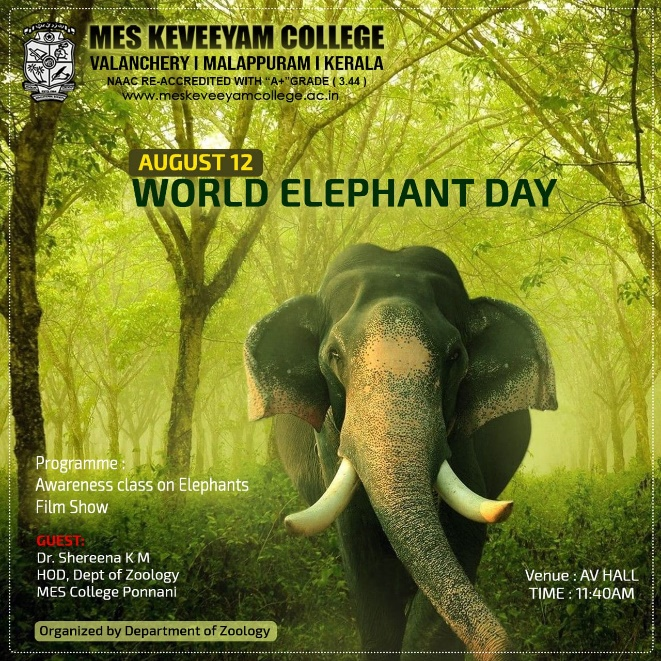 MES KEVEEYAM COLLEGE
VALANCHERY I MALAPPURAM I KERALA
NAAC RE-ACCREDITED WITH "A+"GRADE ( 3.44 )
www.meskeveeyamcollege.ac.in
AUGUST 12
WORLD ELEPHANT DAY
Programme :
Awareness class on Elephants
Film Show
GUEST:
Dr. Shereena K M
HOD, Dept of Zoology
MES College Ponnani
Venue : AV HALL
TIME : 11:40AM
Organized by Department of Zoology